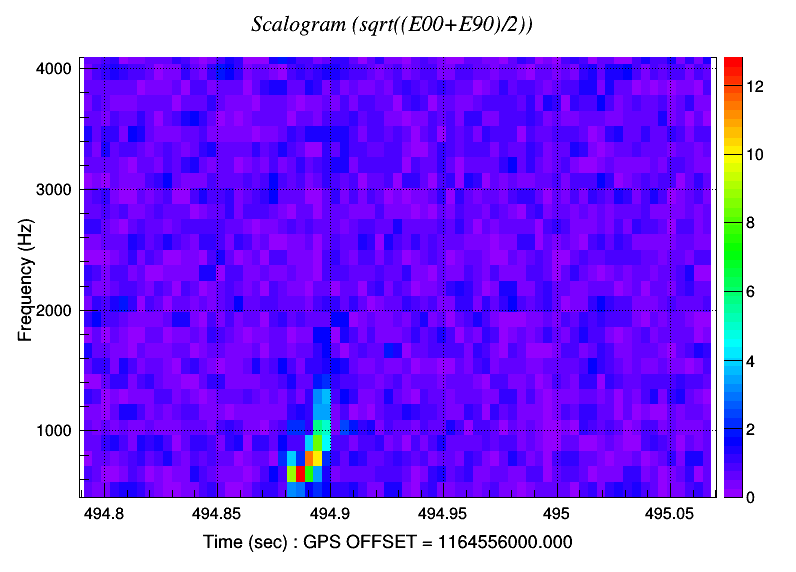 Scalogram (sqrt((E00+E90)/2))
Frequency (Hz)
4000
3000
2000
1000
12
10
8
6
4
2
0
494.8 494.85 494.9 494.95 495 495.05
Time (sec) : GPS OFFSET = 1164556000.000